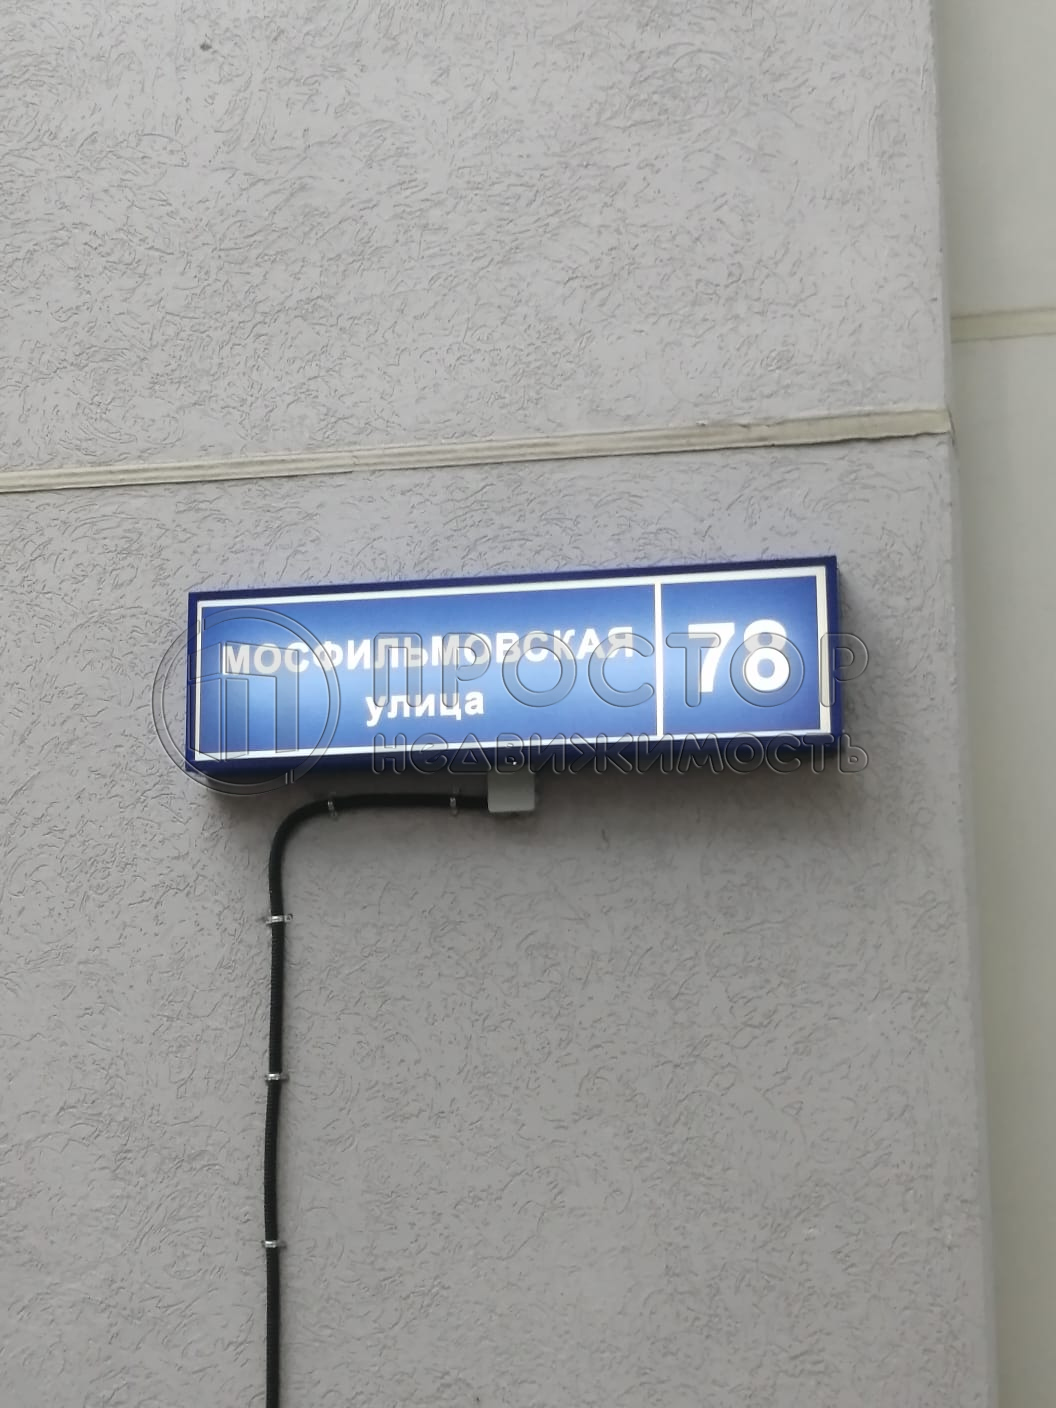 МОСФИЛЬМОВСКАЯ
улица
78
ПРОСТОР
недвижимость